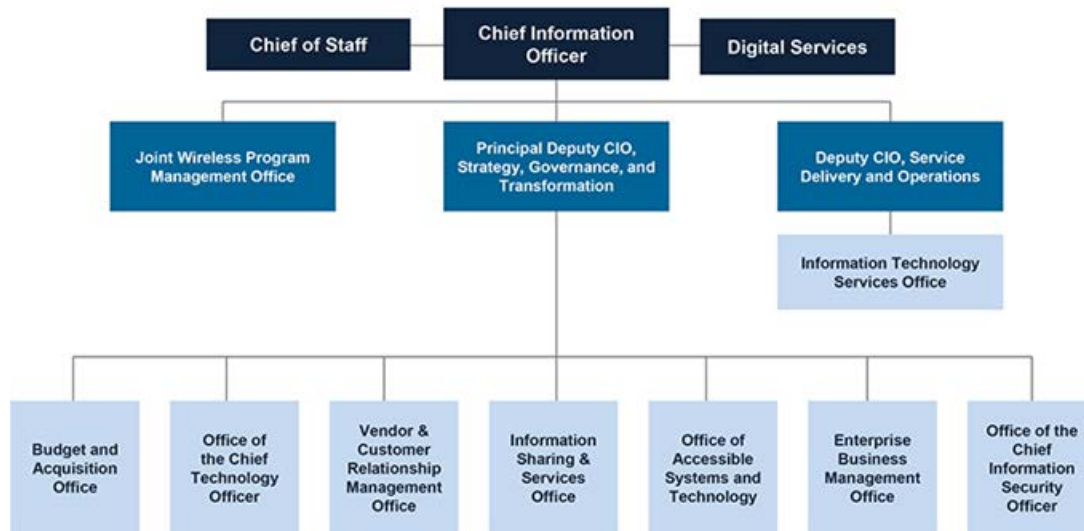 Chief of Staff
Chief Information
Officer
Digital Services
Joint Wireless Program
Management Office
Principal Deputy CIO,
Strategy, Governance, and
Transformation
Deputy CIO, Service
Delivery and Operations
Information Technology
Services Office
Budget and
Acquisition
Office
Office of
the Chief
Technology
Officer
Vendor &
Customer
Relationship
Management
Office
Information
Sharing &
Services
Office
Office of
Accessible
Systems and
Technology
Enterprise
Business
Management
Office
Office of the
Chief
Information
Security
Officer